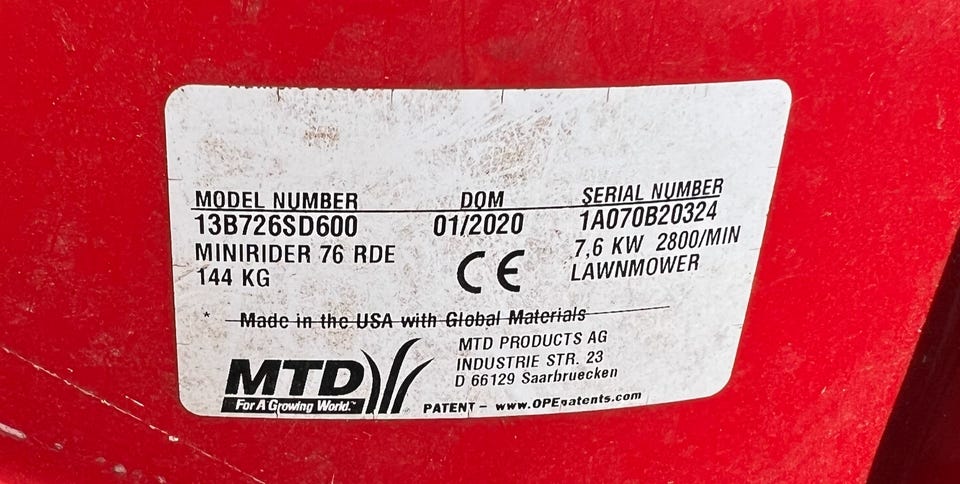 MODEL NUMBER DOM SERIAL NUMBER
13B726SD600 01/2020 1A070B20324
MINIRIDER 76 RDE 7,6 KW 2800/MIN
144 KG CE LAWNMOWER
* Made in the USA with Global Materials
MTD PRODUCTS AG
INDUSTRIE STR. 23
D 66129 Saarbruecken
MTD
For A Growing World.™
PATENT - www.OPEpatents.com